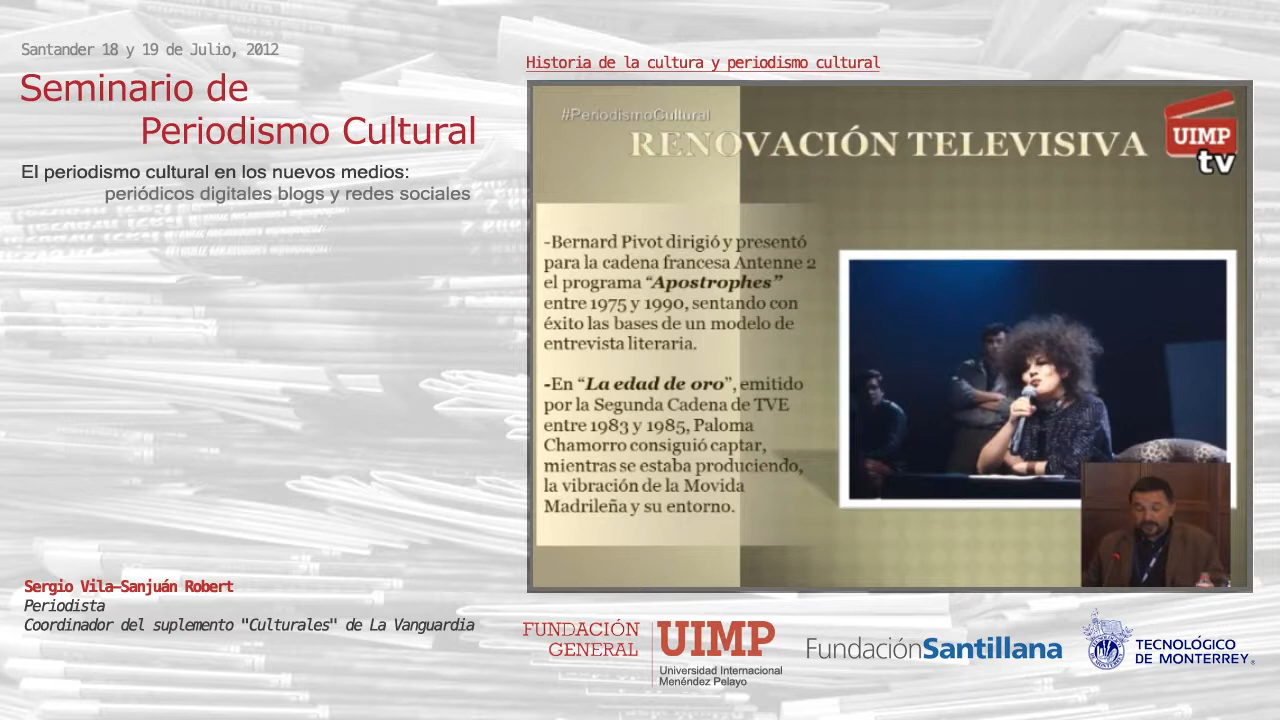 Santander 18 y 19 de Julio, 2012
Seminario de
Periodismo Cultural
El periodismo cultural en los nuevos medios:
periódicos digitales blogs y redes sociales
Historia de la cultura y periodismo cultural
#PeriodismoCultural
RENOVACIÓN TELEVISIVA
UIMP
tv
-Bernard Pivot dirigió y presentó
para la cadena francesa Antenne 2
el programa “Apostrophes”
entre 1975 y 1990, sentando con
éxito las bases de un modelo de
entrevista literaria.
-En “La edad de oro”, emitido
por la Segunda Cadena de TVE
entre 1983 y 1985, Paloma
Chamorro consiguió captar,
mientras se estaba produciendo,
la vibración de la Movida
Madrileña y su entorno.
Sergio Vila-Sanjuán Robert
Periodista
Coordinador del suplemento "Culturales" de La Vanguardia
FUNDACIÓN
GENERAL
UIMP
Universidad Internacional
Menéndez Pelayo
FundaciónSantillana
TECNOLÓGICO
DE MONTERREY®